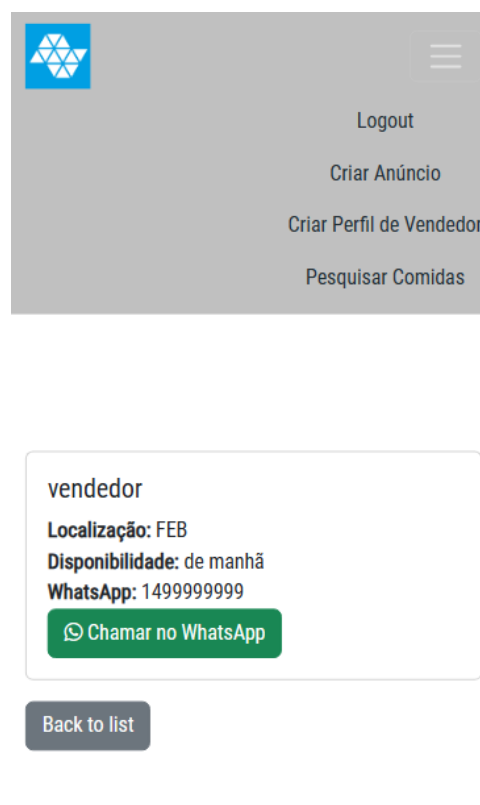 Logout
Criar Anúncio
Criar Perfil de Vendedor
Pesquisar Comidas
vendedor
Localização: FEB
Disponibilidade: de manhã
WhatsApp: 1499999999
Chamar no WhatsApp
Back to list